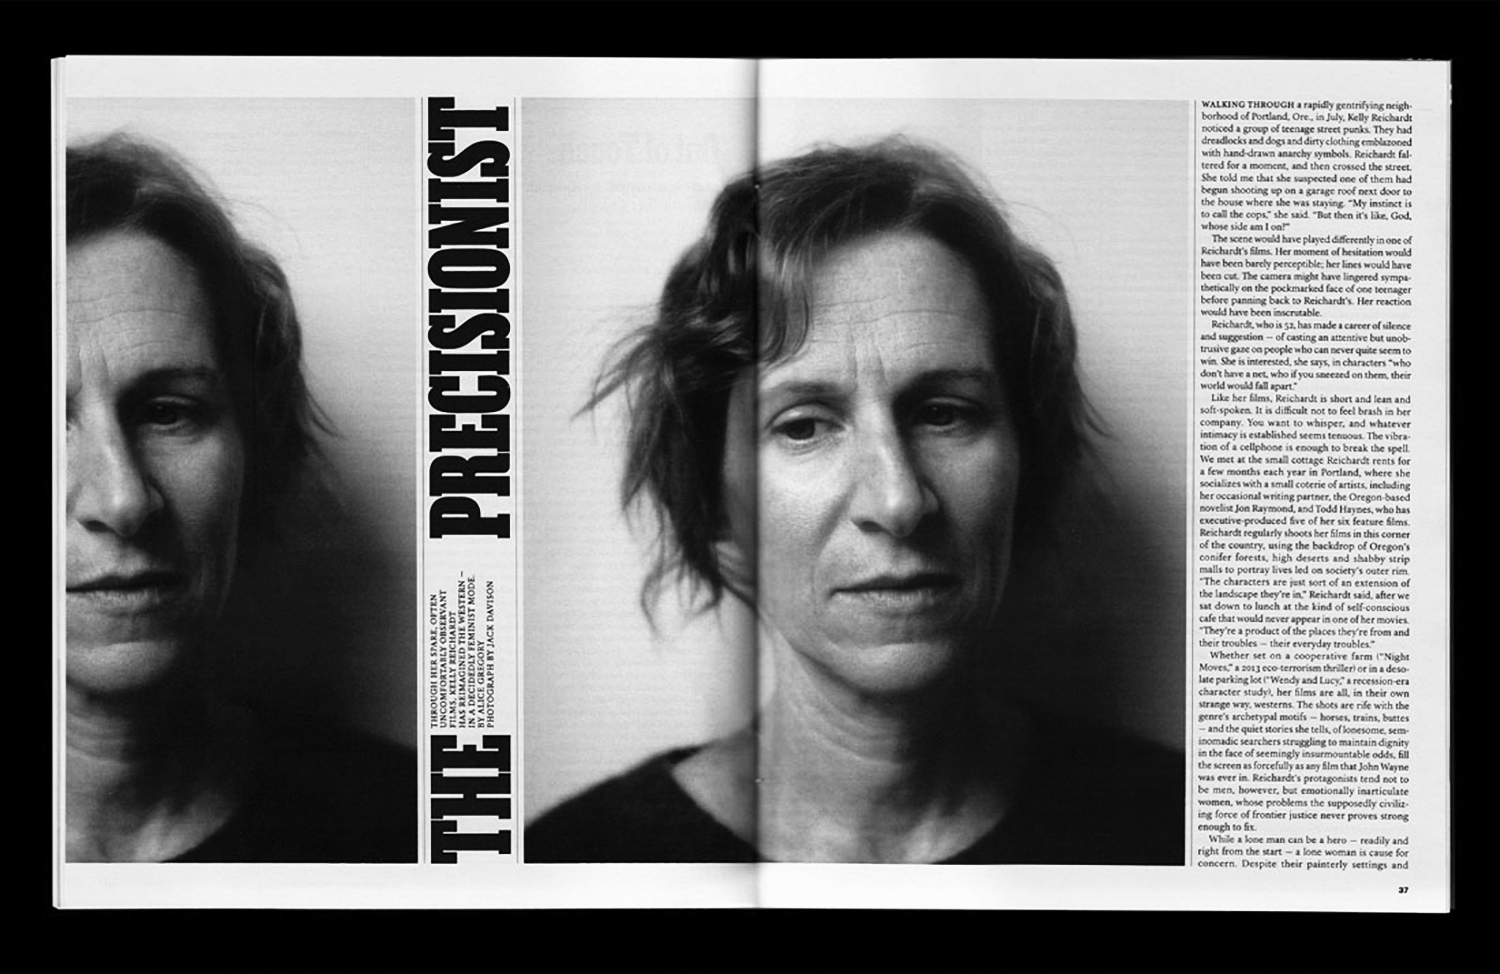 THE PRECISIONIST
THROUGH HER SPARE, OFTEN
UNCOMFORTABLY OBSERVANT
FILMS, KELLY REICHARDT
HAS REIMAGINED THE WESTERN —
IN A DECIDEDLY FEMINIST MODE.
BY ALICE GREGORY
PHOTOGRAPH BY JACK DAVISON
WALKING THROUGH a rapidly gentrifying neigh-
borhood of Portland, Ore., in July, Kelly Reichardt
noticed a group of teenage street punks. They had
dreadlocks and dogs and dirty clothing emblazoned
with hand-drawn anarchy symbols. Reichardt fal-
tered for a moment, and then crossed the street.
She told me that she suspected one of them had
begun shooting up on a garage roof next door to
the house where she was staying. “My instinct is
to call the cops,” she said. “But then it’s like, God,
whose side am I on?”
The scene would have played differently in one of
Reichardt’s films. Her moment of hesitation would
have been barely perceptible; her lines would have
been cut. The camera might have lingered sympa-
thetically on the pockmarked face of one teenager
before panning back to Reichardt’s. Her reaction
would have been inscrutable.
Reichardt, who is 52, has made a career of silence
and suggestion — of casting an attentive but unob-
trusive gaze on people who can never quite seem to
win. She is interested, she says, in characters “who
don’t have a net, who if you sneezed on them, their
world would fall apart.”
Like her films, Reichardt is short and lean and
soft-spoken. It is difficult not to feel brash in her
company. You want to whisper, and whatever
intimacy is established seems tenuous. The vibra-
tion of a cellphone is enough to break the spell.
We met at the small cottage Reichardt rents for
a few months each year in Portland, where she
socializes with a small coterie of artists, including
her occasional writing partner, the Oregon-based
novelist Jon Raymond, and Todd Haynes, who has
executive-produced five of her six feature films.
Reichardt regularly shoots her films in this corner
of the country, using the backdrop of Oregon’s
conifer forests, high deserts and shabby strip
malls to portray lives led on society’s outer rim.
“The characters are just sort of an extension of
the landscape they’re in,” Reichardt said, after we
sat down to lunch at the kind of self-conscious
cafe that would never appear in one of her movies.
“They’re a product of the places they’re from and
their troubles — their everyday troubles.”
Whether set on a cooperative farm (“Night
Moves,” a 2013 eco-terrorism thriller) or in a deso-
late parking lot (“Wendy and Lucy,” a recession-era
character study), her films are all, in their own
strange way, westerns. The shots are rife with the
genre’s archetypal motifs — horses, trains, buttes
— and the quiet stories she tells, of lonesome, sem-
inomadic searchers struggling to maintain dignity
in the face of seemingly insurmountable odds, fill
the screen as forcefully as any film that John Wayne
was ever in. Reichardt’s protagonists tend not to
be men, however, but emotionally inarticulate
women, whose problems the supposedly civiliz-
ing force of frontier justice never proves strong
enough to fix.
While a lone man can be a hero — readily and
right from the start — a lone woman is cause for
concern. Despite their painterly settings and
37